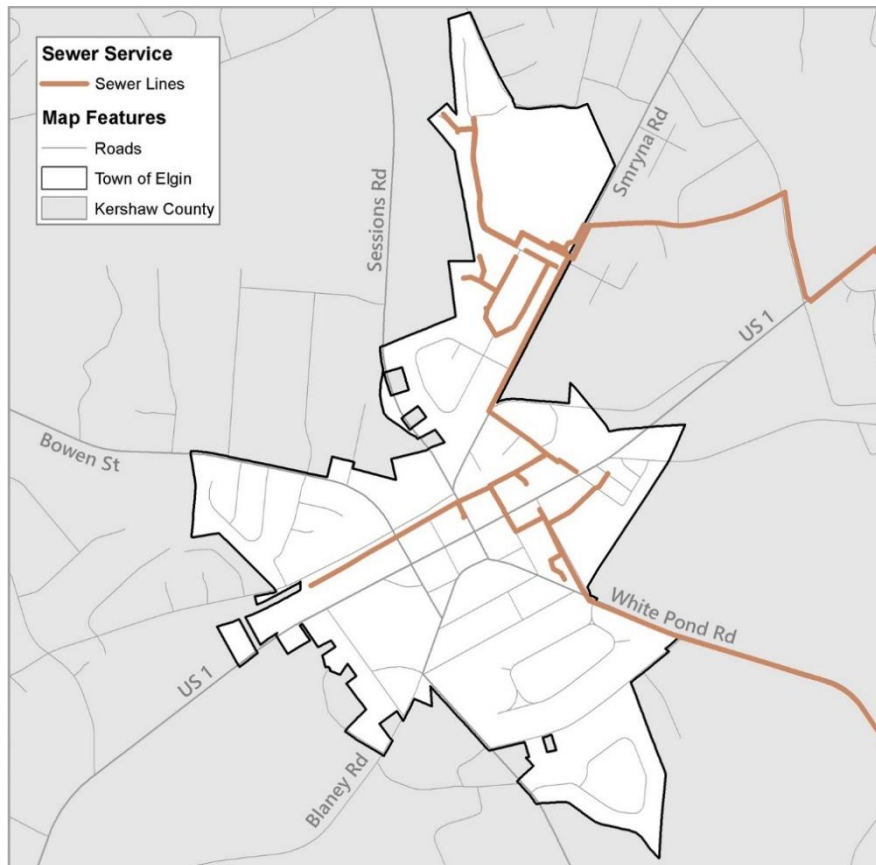 Sewer Service
Sewer Lines
Map Features
Roads
Town of Elgin
Kershaw County
Sessions Rd
Smryna Rd
US 1
Bowen St
White Pond Rd
US 1
Blaney Rd